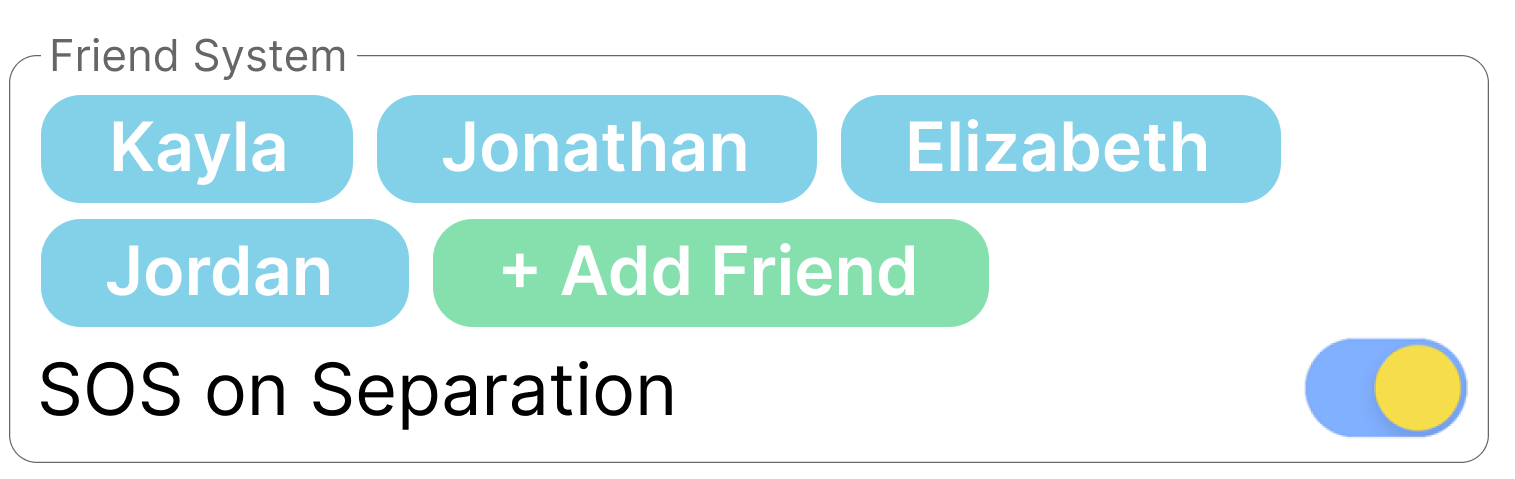 Friend System
Kayla Jonathan Elizabeth
Jordan + Add Friend
SOS on Separation